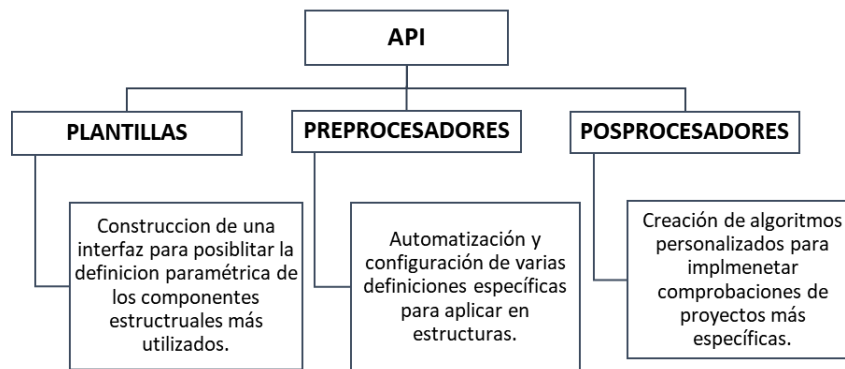 API
PLANTILLAS
PREPROCESADORES
POSPROCESADORES
Construccion de una
interfaz para posiblitar la
definicion paramétrica de
los componentes
estructruales más
utilizados.
Automatización y
configuración de varias
definiciones específicas
para aplicar en
estructuras.
Creación de algoritmos
personalizados para
implmenetar
comprobaciones de
proyectos más
específicas.